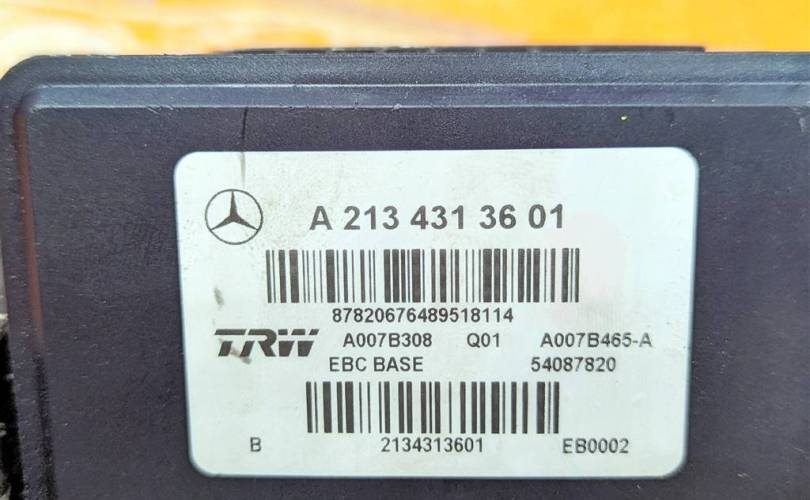 A 213 431 36 01
87820676489518114
TRW A007B308 Q01 A007B465-A
EBC BASE 54087820
B 2134313601 EB0002